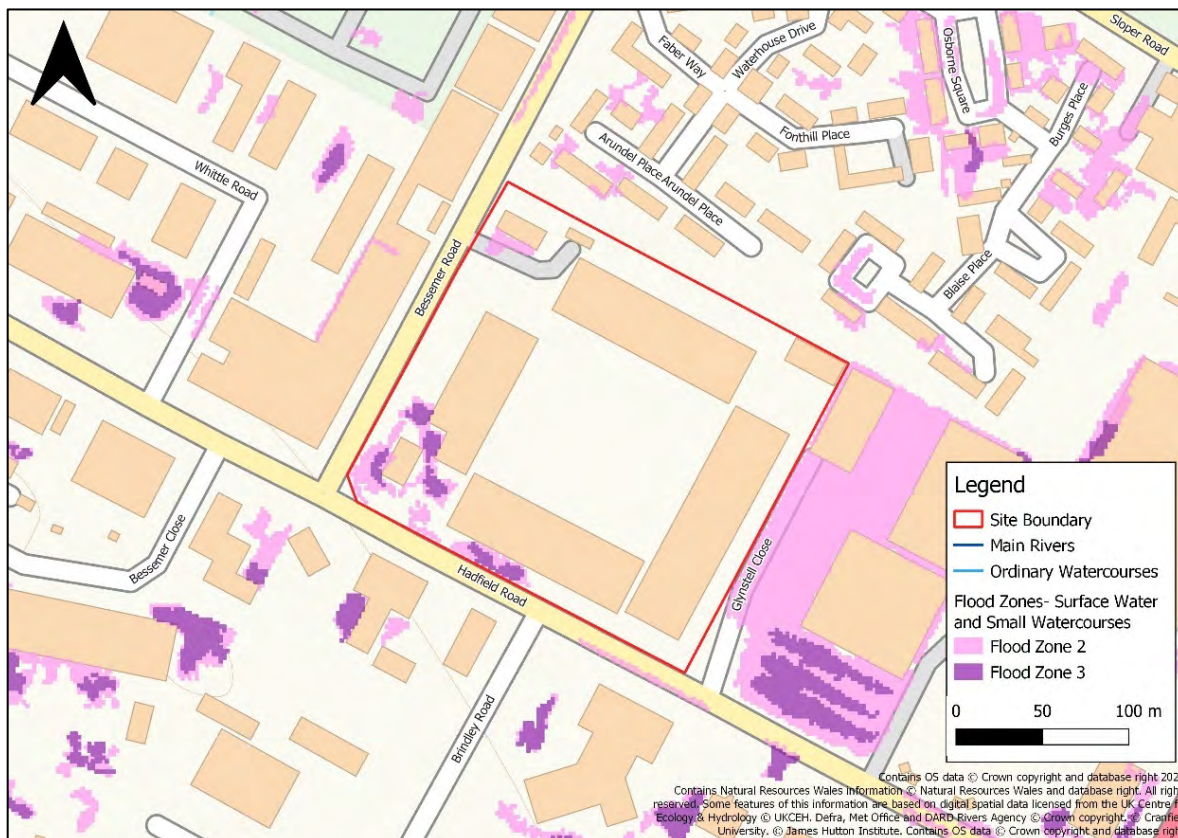 Sloper Road
Waterhouse Drive
Faber Way
Osborne Square
Burges Place
Fonthill Place
Arundel Place
Arundel Place
Whittle Road
Bessemer Road
Blaise Place
Glynstell Close
Bessemer Close
Hadfield Road
Brindley Road
Legend
Site Boundary
Main Rivers
Ordinary Watercourses
Flood Zones- Surface Water
and Small Watercourses
Flood Zone 2
Flood Zone 3
0 50 100 m
Contains OS data © Crown copyright and database right 202
Contains Natural Resources Wales information © Natural Resources Wales and database right. All righ
reserved. Some features of this information are based on digital spatial data licensed from the UK Centre f
Ecology & Hydrology © UKCEH. Defra, Met Office and DARD Rivers Agency © Crown copyright. © Cranfie
University. © James Hutton Institute. Contains OS data © Crown copyright and database righ